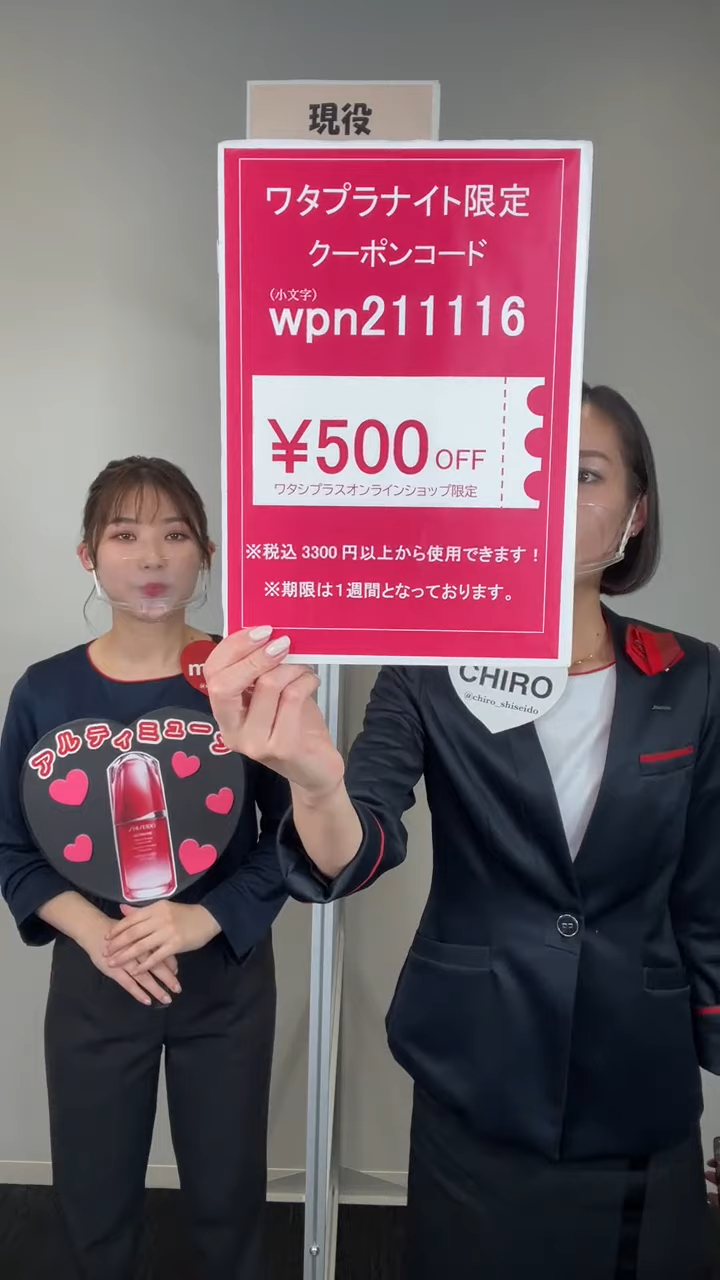 現役
ワタプラナイト限定
クーポンコード
(小文字)
wpn211116
¥500 OFF
ワタシプラスオンラインショップ限定
※税込 3300 円以上から使用できます！
※期限は１週間となっております。
CHIRO
@chiro_shiseido
アルティミューン
SHISEIDO